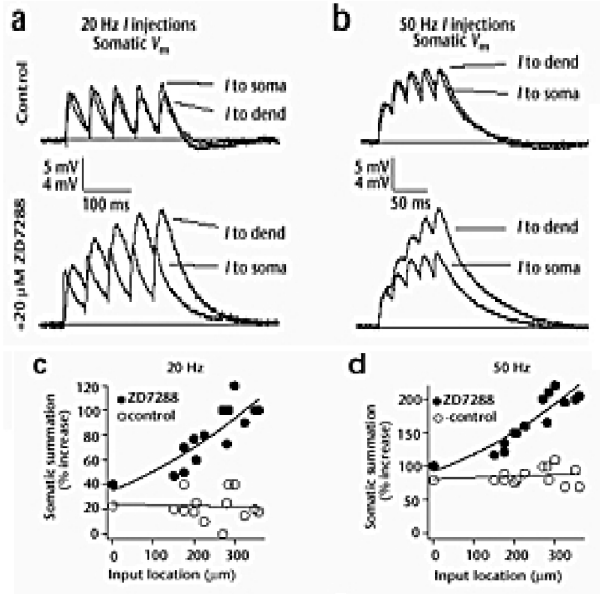 a
20 Hz I injections
Somatic Vm
Control
I to soma
I to dend
5 mV
4 mV
100 ms
+20 μM ZD7288
I to dend
I to soma
b
50 Hz I injections
Somatic Vm
I to dend
I to soma
5 mV
4 mV
50 ms
I to dend
I to soma
c
20 Hz
ZD7288
control
Somatic summation
(% increase)
120
100
80
60
40
20
0
0
100
200
300
Input location (μm)
d
50 Hz
ZD7288
control
Somatic summation
(% increase)
200
150
100
50
0
0
100
200
300
Input location (μm)